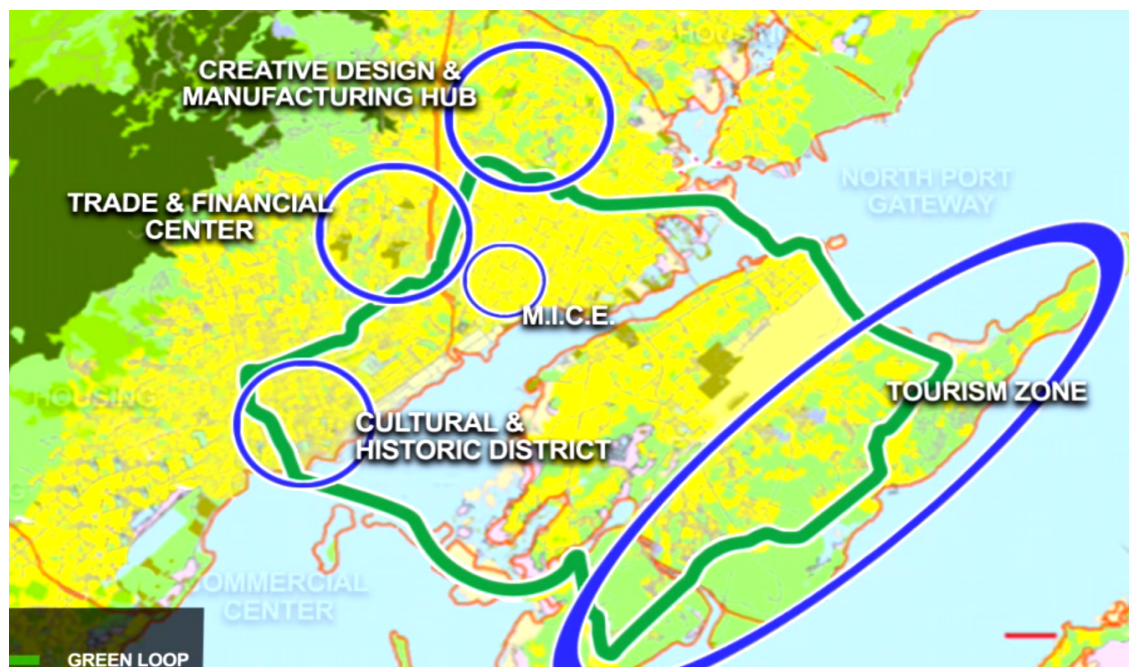 HOUSING
CREATIVE DESIGN &
MANUFACTURING HUB
NORTH PORT
GATEWAY
TRADE & FINANCIAL
CENTER
M.I.C.E.
TOURISM ZONE
HOUSING
CULTURAL &
HISTORIC DISTRICT
COMMERCIAL
CENTER
GREEN LOOP